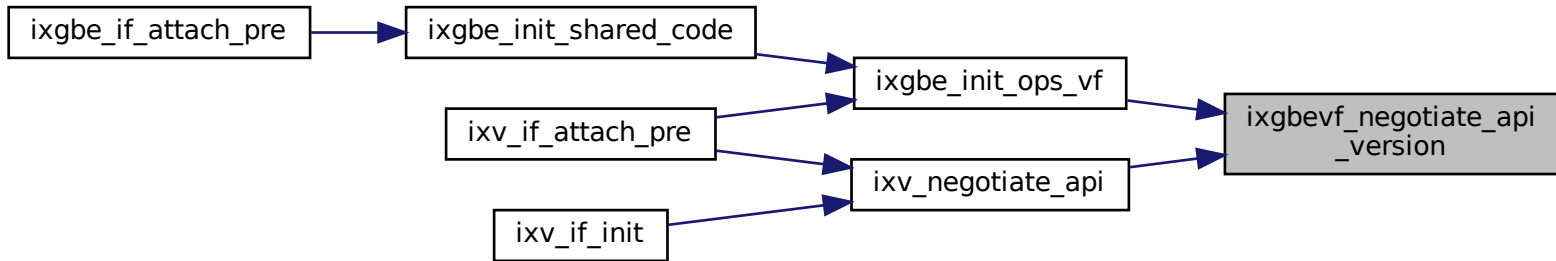 ixgbe_if_attach_pre
ixgbe_init_shared_code
ixgbe_init_ops_vf
ixv_if_attach_pre
ixgbevf_negotiate_api
_version
ixv_negotiate_api
ixv_if_init